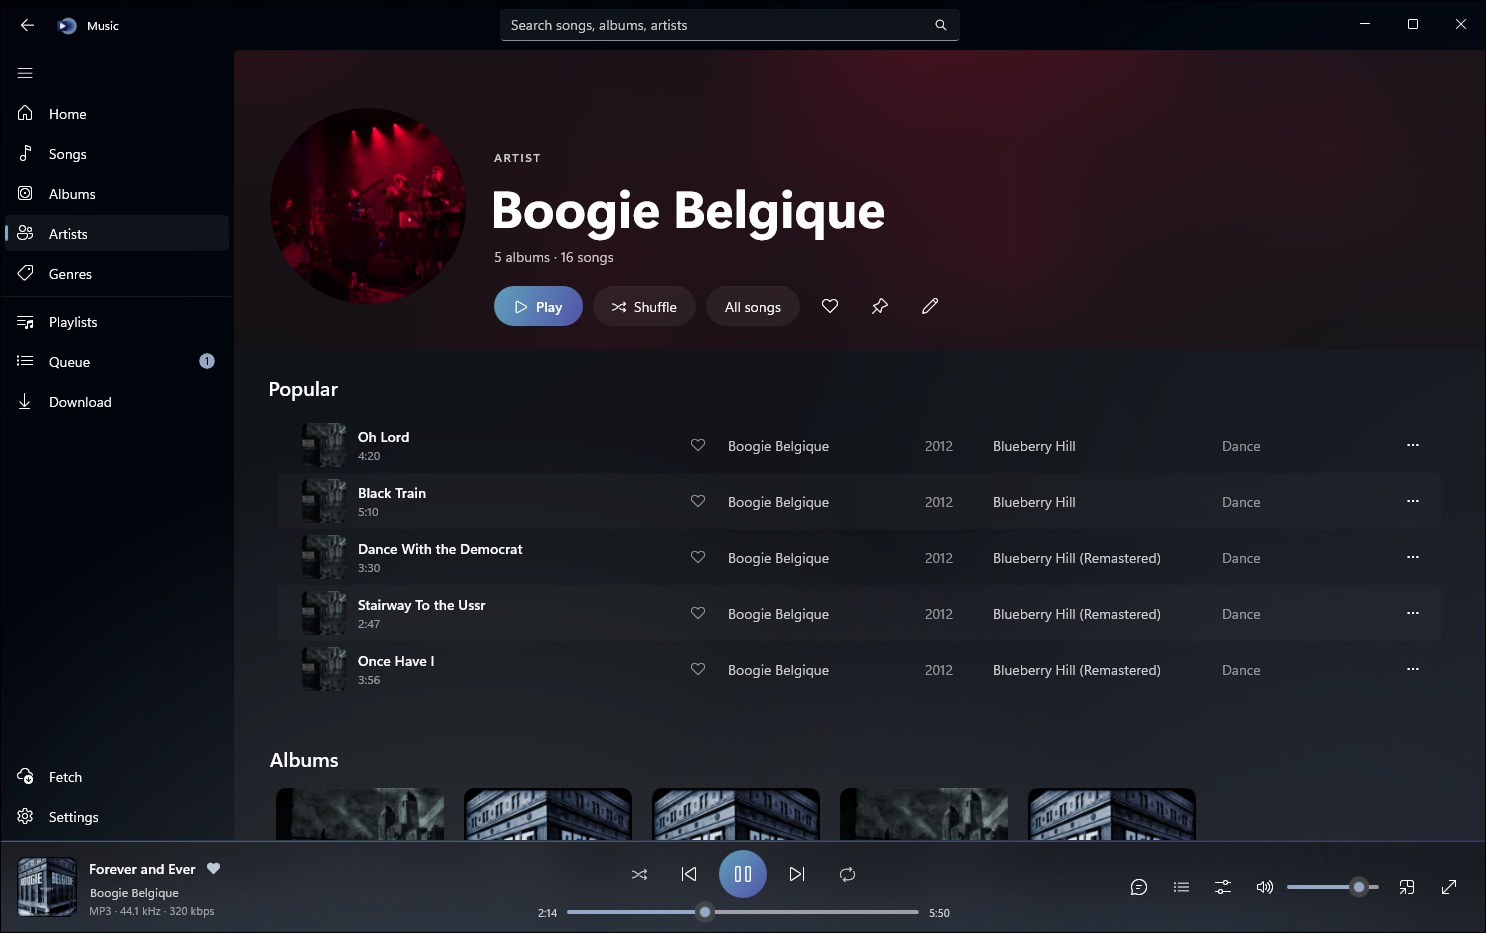 Music
Search songs, albums, artists
Home
Songs
Albums
Artists
Genres
Playlists
Queue 1
Download
Fetch
Settings
ARTIST
Boogie Belgique
5 albums · 16 songs
Play Shuffle All songs
Popular
Oh Lord
4:20
Boogie Belgique 2012 Blueberry Hill Dance
Black Train
5:10
Boogie Belgique 2012 Blueberry Hill Dance
Dance With the Democrat
3:30
Boogie Belgique 2012 Blueberry Hill (Remastered) Dance
Stairway To the Ussr
2:47
Boogie Belgique 2012 Blueberry Hill (Remastered) Dance
Once Have I
3:56
Boogie Belgique 2012 Blueberry Hill (Remastered) Dance
Albums
BOOGIE BELGIQUE
Forever and Ever
Boogie Belgique
MP3 · 44.1 kHz · 320 kbps
2:14 5:50